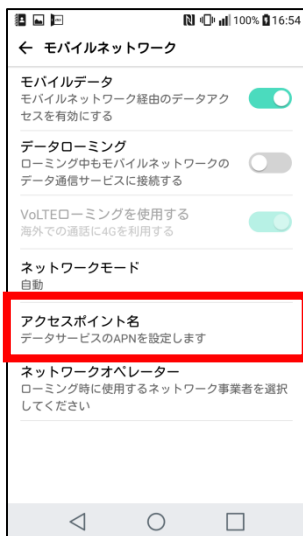 100% 16:54
← モバイルネットワーク
モバイルデータ
モバイルネットワーク経由のデータアク
セスを有効にする
データローミング
ローミング中もモバイルネットワークの
データ通信サービスに接続する
VoLTEローミングを使用する
海外での通話に4Gを利用する
ネットワークモード
自動
アクセスポイント名
データサービスのAPNを設定します
ネットワークオペレーター
ローミング時に使用するネットワーク事業者を選択
してください